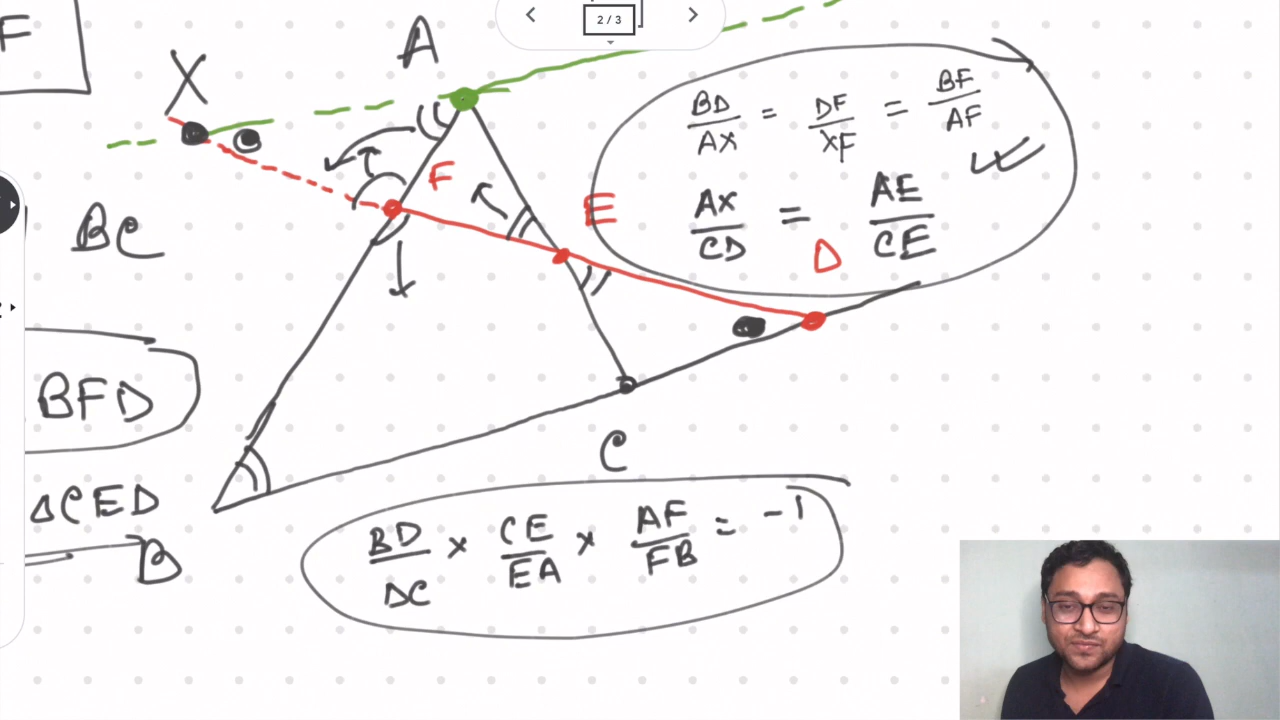 F
2 / 3
A
X
BD/AX = DF/XF = BF/AF
F
E
AX/CD = AE/CE
D
BC
BFD
C
ΔCED
B
BD/DC × CE/EA × AF/FB = -1